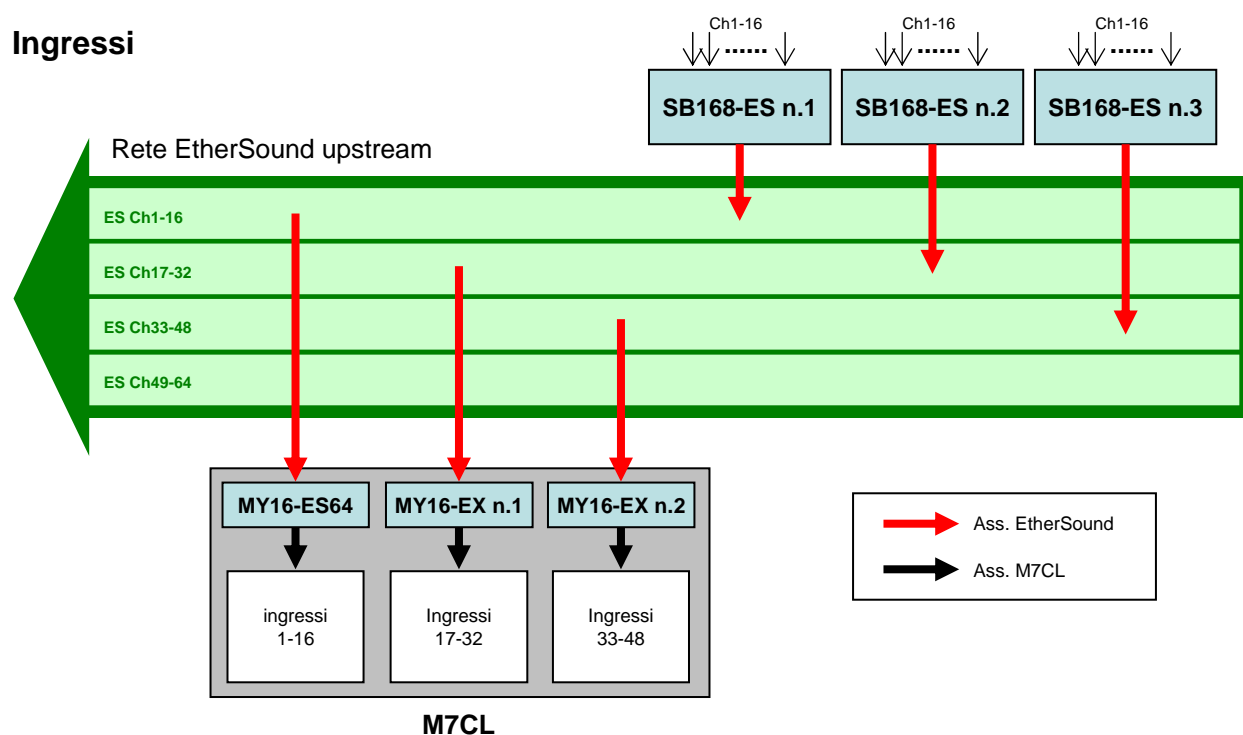 Ingressi
Ch1-16
Ch1-16
Ch1-16
SB168-ES n.1
SB168-ES n.2
SB168-ES n.3
Rete EtherSound upstream
ES Ch1-16
ES Ch17-32
ES Ch33-48
ES Ch49-64
MY16-ES64
MY16-EX n.1
MY16-EX n.2
ingressi
1-16
Ingressi
17-32
Ingressi
33-48
M7CL
Ass. EtherSound
Ass. M7CL